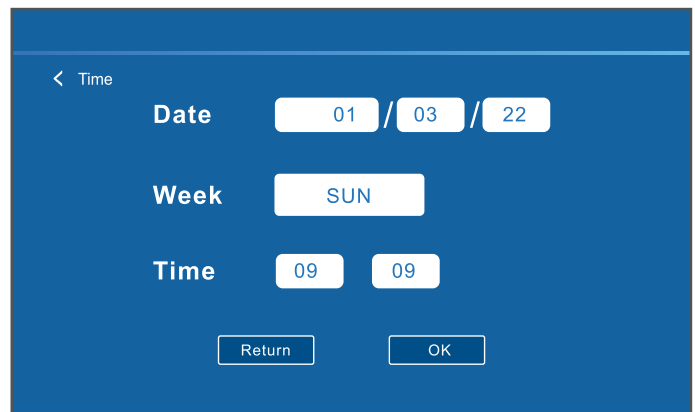 < Time
Date 01 / 03 / 22
Week SUN
Time 09 09
Return OK